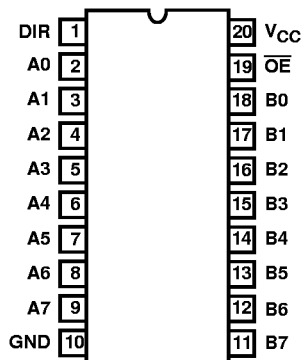 DIR 1 20 VCC
A0 2 19 OE
A1 3 18 B0
A2 4 17 B1
A3 5 16 B2
A4 6 15 B3
A5 7 14 B4
A6 8 13 B5
A7 9 12 B6
GND 10 11 B7